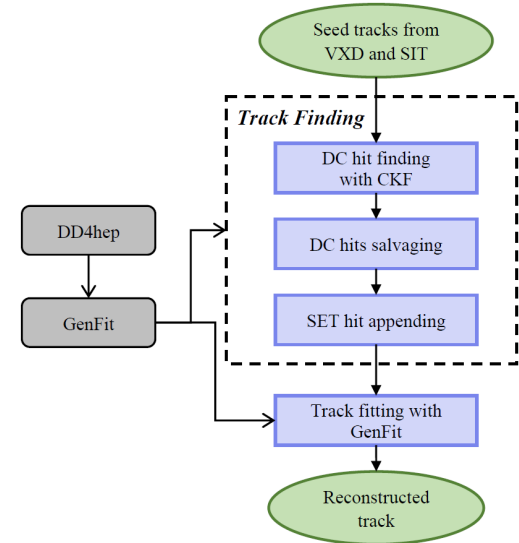 Seed tracks from
VXD and SIT
Track Finding
DC hit finding
with CKF
DD4hep
DC hits salvaging
GenFit
SET hit appending
Track fitting with
GenFit
Reconstructed
track